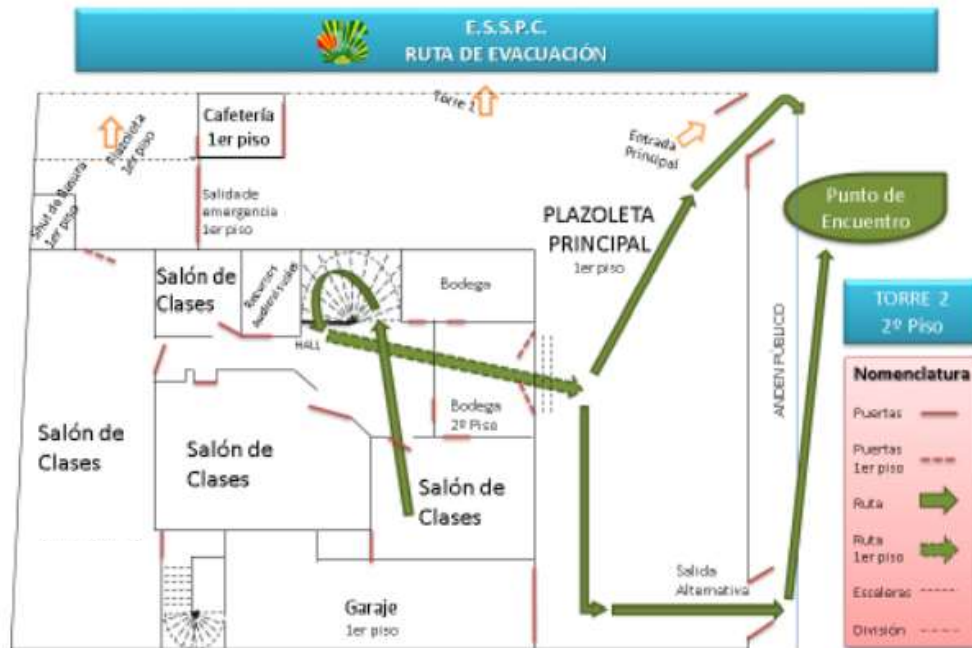 E.S.S.P.C.
RUTA DE EVACUACIÓN
Cafetería
1er piso
Torre 1
Plazoleta
1er piso
Entrada
Principal
Shut de Basura
1er piso
Salida de
emergencia
1er piso
PLAZOLETA
PRINCIPAL
1er piso
Punto de
Encuentro
Salón de
Clases
Recursos
Audiovisuales
Bodega
TORRE 2
2º Piso
HALL
ANDEN PÚBLICO
Nomenclatura
Puertas
Puertas
1er piso
Ruta
Ruta
1er piso
Escaleras
División
Bodega
2º Piso
Salón de
Clases
Salón de
Clases
Salón de
Clases
Salida
Alternativa
Garaje
1er piso